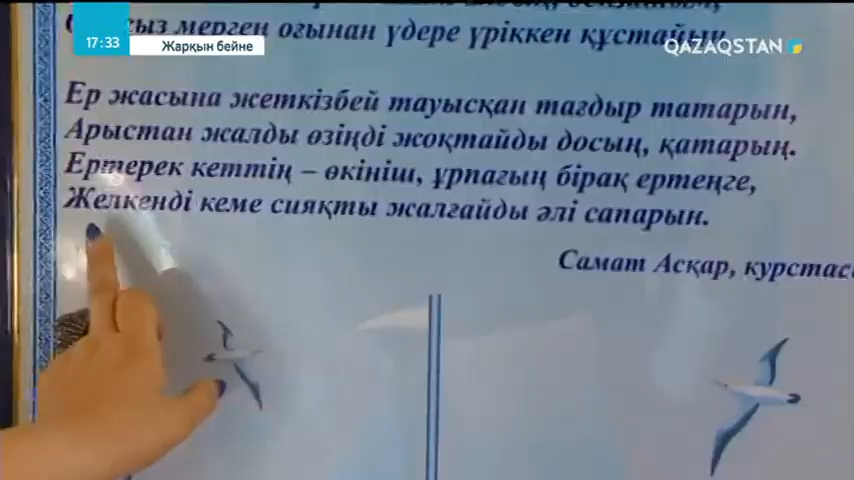 17:33
Жарқын бейне
QAZAQSTAN
мерген оғынан үдере үріккен құстайын
Ер жасына жеткізбей тауысқан тағдыр татарын,
Арыстан жалды өзіңді жоқтайды досың, қатарың.
Ертерек кеттің – өкініш, ұрпағың бірақ ертеңге,
Желкенді кеме сияқты жалғайды әлі сапарын.
Самат Асқар,